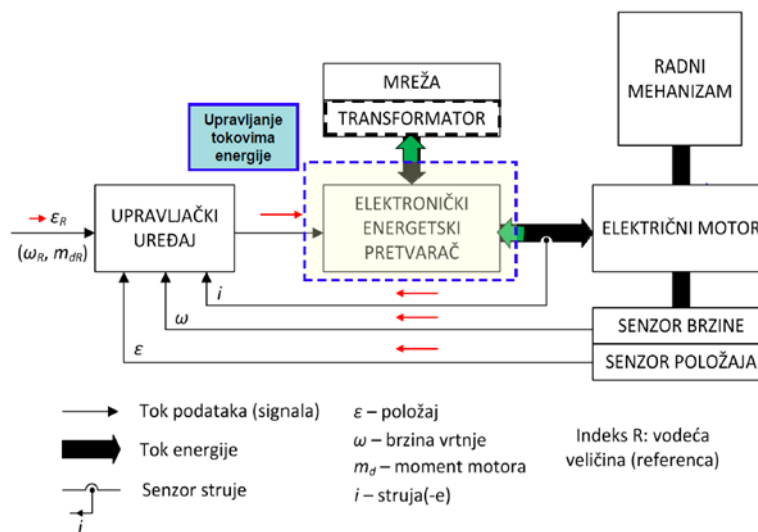 RADNI
MEHANIZAM
MREŽA
TRANSFORMATOR
Upravljanje
tokovima
energije
UPRAVLJAČKI
UREĐAJ
ELEKTRONIČKI
ENERGETSKI
PRETVARAČ
ELEKTRIČNI MOTOR
εR
(ωR, mdR)
i
ω
ε
SENZOR BRZINE
SENZOR POLOŽAJA
Tok podataka (signala)
Tok energije
Senzor struje
i
ε – položaj
ω – brzina vrtnje
md – moment motora
i – struja(-e)
Indeks R: vodeća
veličina (referenca)